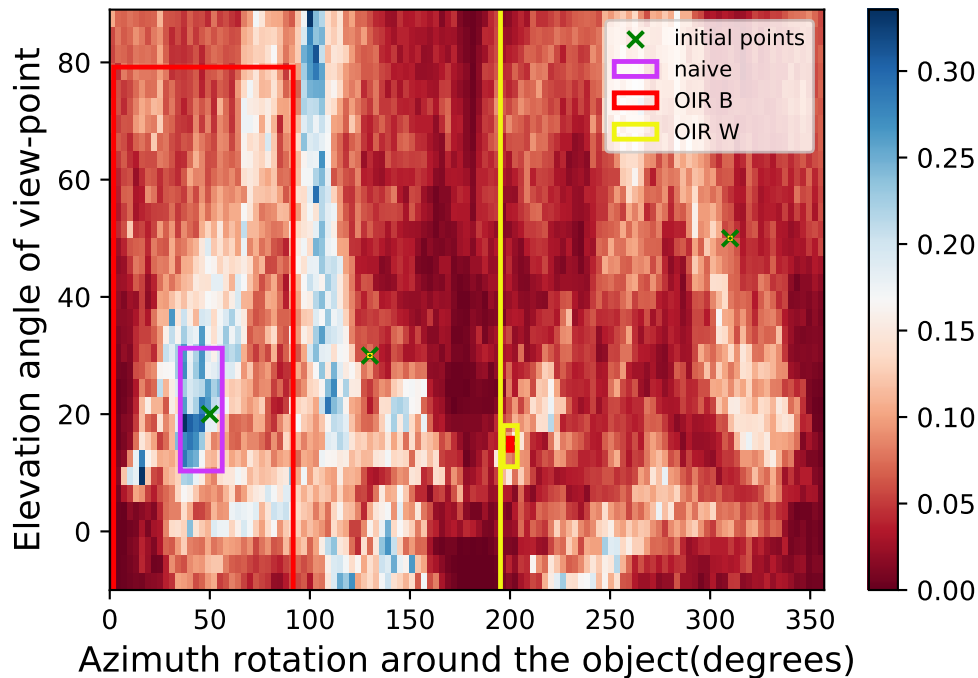 Elevation angle of view-point
80
60
40
20
0
initial points
naive
OIR B
OIR W
0.30
0.25
0.20
0.15
0.10
0.05
0.00
0 50 100 150 200 250 300 350
Azimuth rotation around the object(degrees)